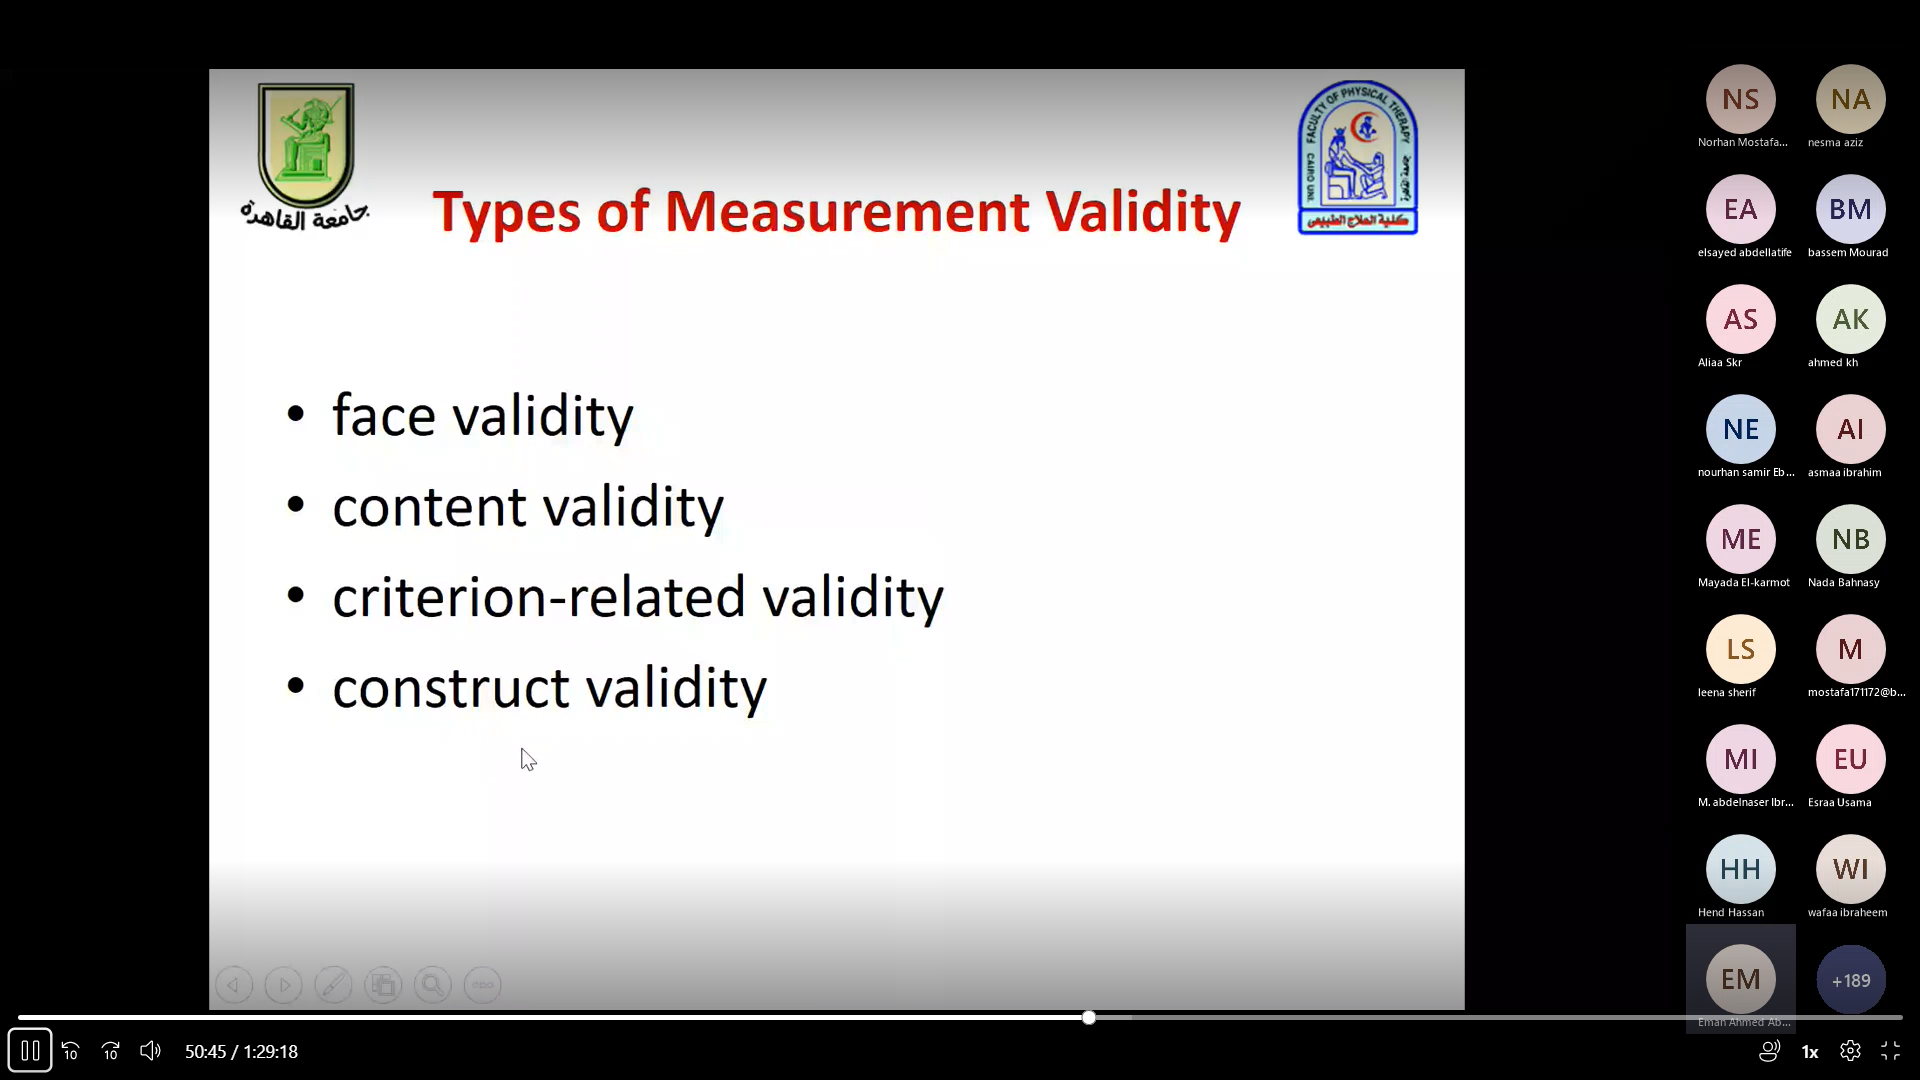 جامعة القاهرة
FACULTY OF PHYSICAL THERAPY
CAIRO UNI.
كلية العلاج الطبيعى
Types of Measurement Validity
• face validity
• content validity
• criterion-related validity
• construct validity
NS
Norhan Mostafa...
NA
nesma aziz
EA
elsayed abdellatife
BM
bassem Mourad
AS
Aliaa Skr
AK
ahmed kh
NE
nourhan samir Eb...
AI
asmaa ibrahim
ME
Mayada El-karmot
NB
Nada Bahnasy
LS
leena sherif
M
mostafa171172@b...
MI
M. abdelnaser Ibr...
EU
Esraa Usama
HH
Hend Hassan
WI
wafaa ibraheem
EM
Eman Ahmed Ab...
+189
10
10
50:45 / 1:29:18
1x